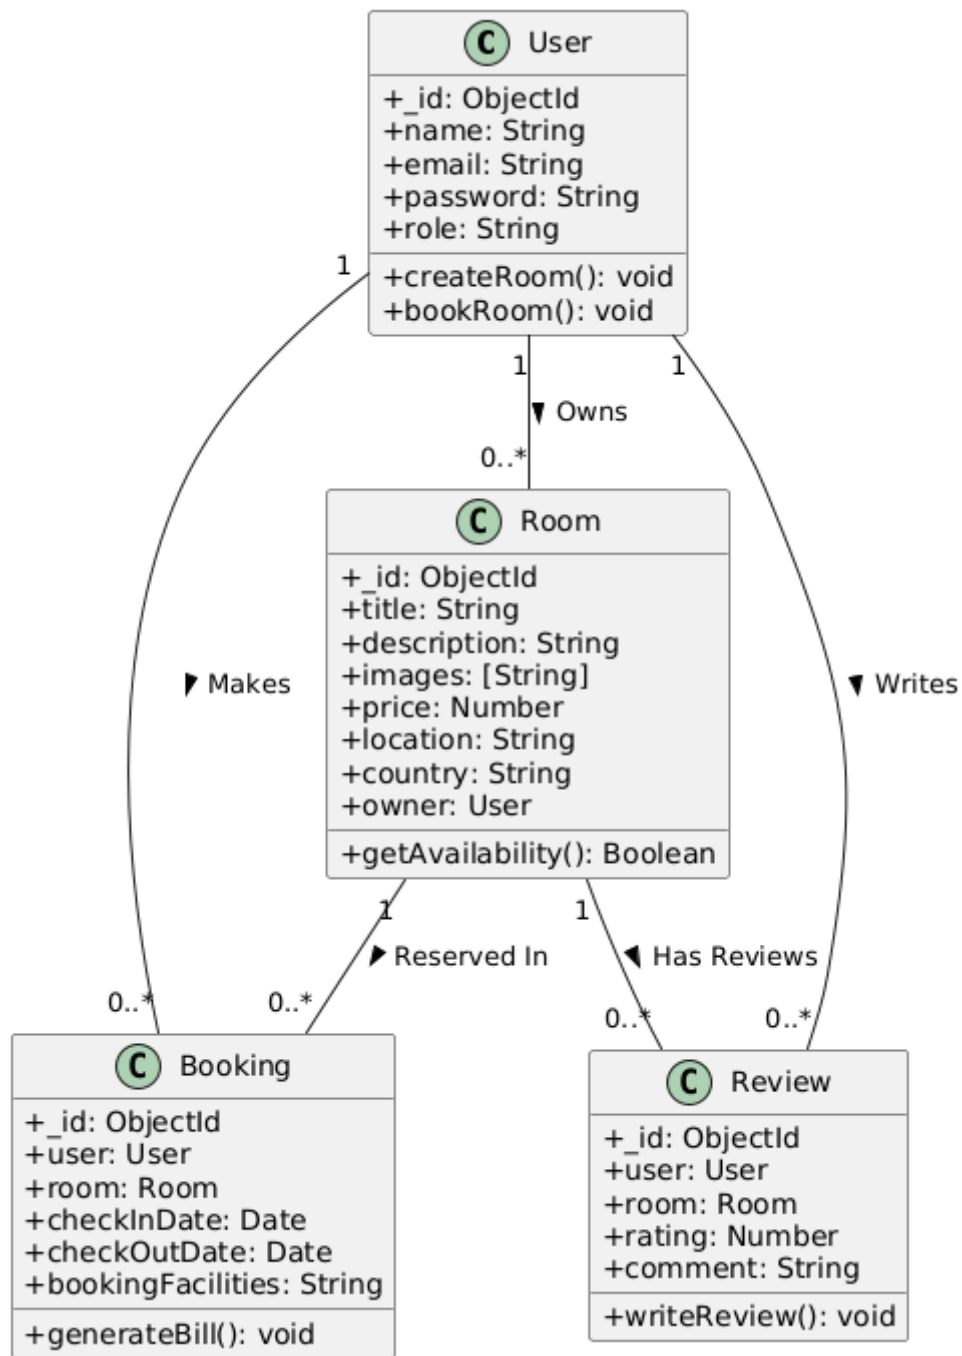 C User
+_id: ObjectId
+name: String
+email: String
+password: String
+role: String
+createRoom(): void
+bookRoom(): void
1
1
1
Owns
0..*
C Room
+_id: ObjectId
+title: String
+description: String
+images: [String]
+price: Number
+location: String
+country: String
+owner: User
+getAvailability(): Boolean
Makes
Writes
1
1
Reserved In
Has Reviews
0..*
0..*
0..*
0..*
C Booking
+_id: ObjectId
+user: User
+room: Room
+checkInDate: Date
+checkOutDate: Date
+bookingFacilities: String
+generateBill(): void
C Review
+_id: ObjectId
+user: User
+room: Room
+rating: Number
+comment: String
+writeReview(): void